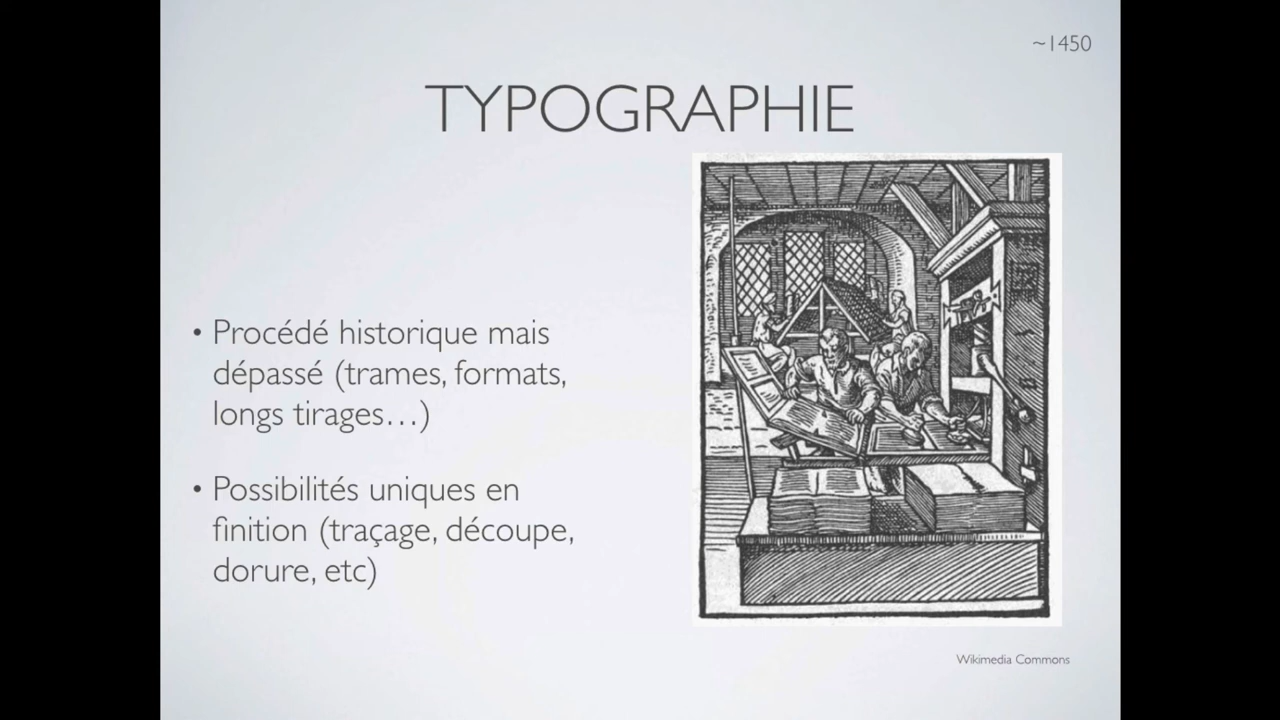 ~1450
TYPOGRAPHIE
• Procédé historique mais
dépassé (trames, formats,
longs tirages…)
• Possibilités uniques en
finition (traçage, découpe,
dorure, etc)
Wikimedia Commons